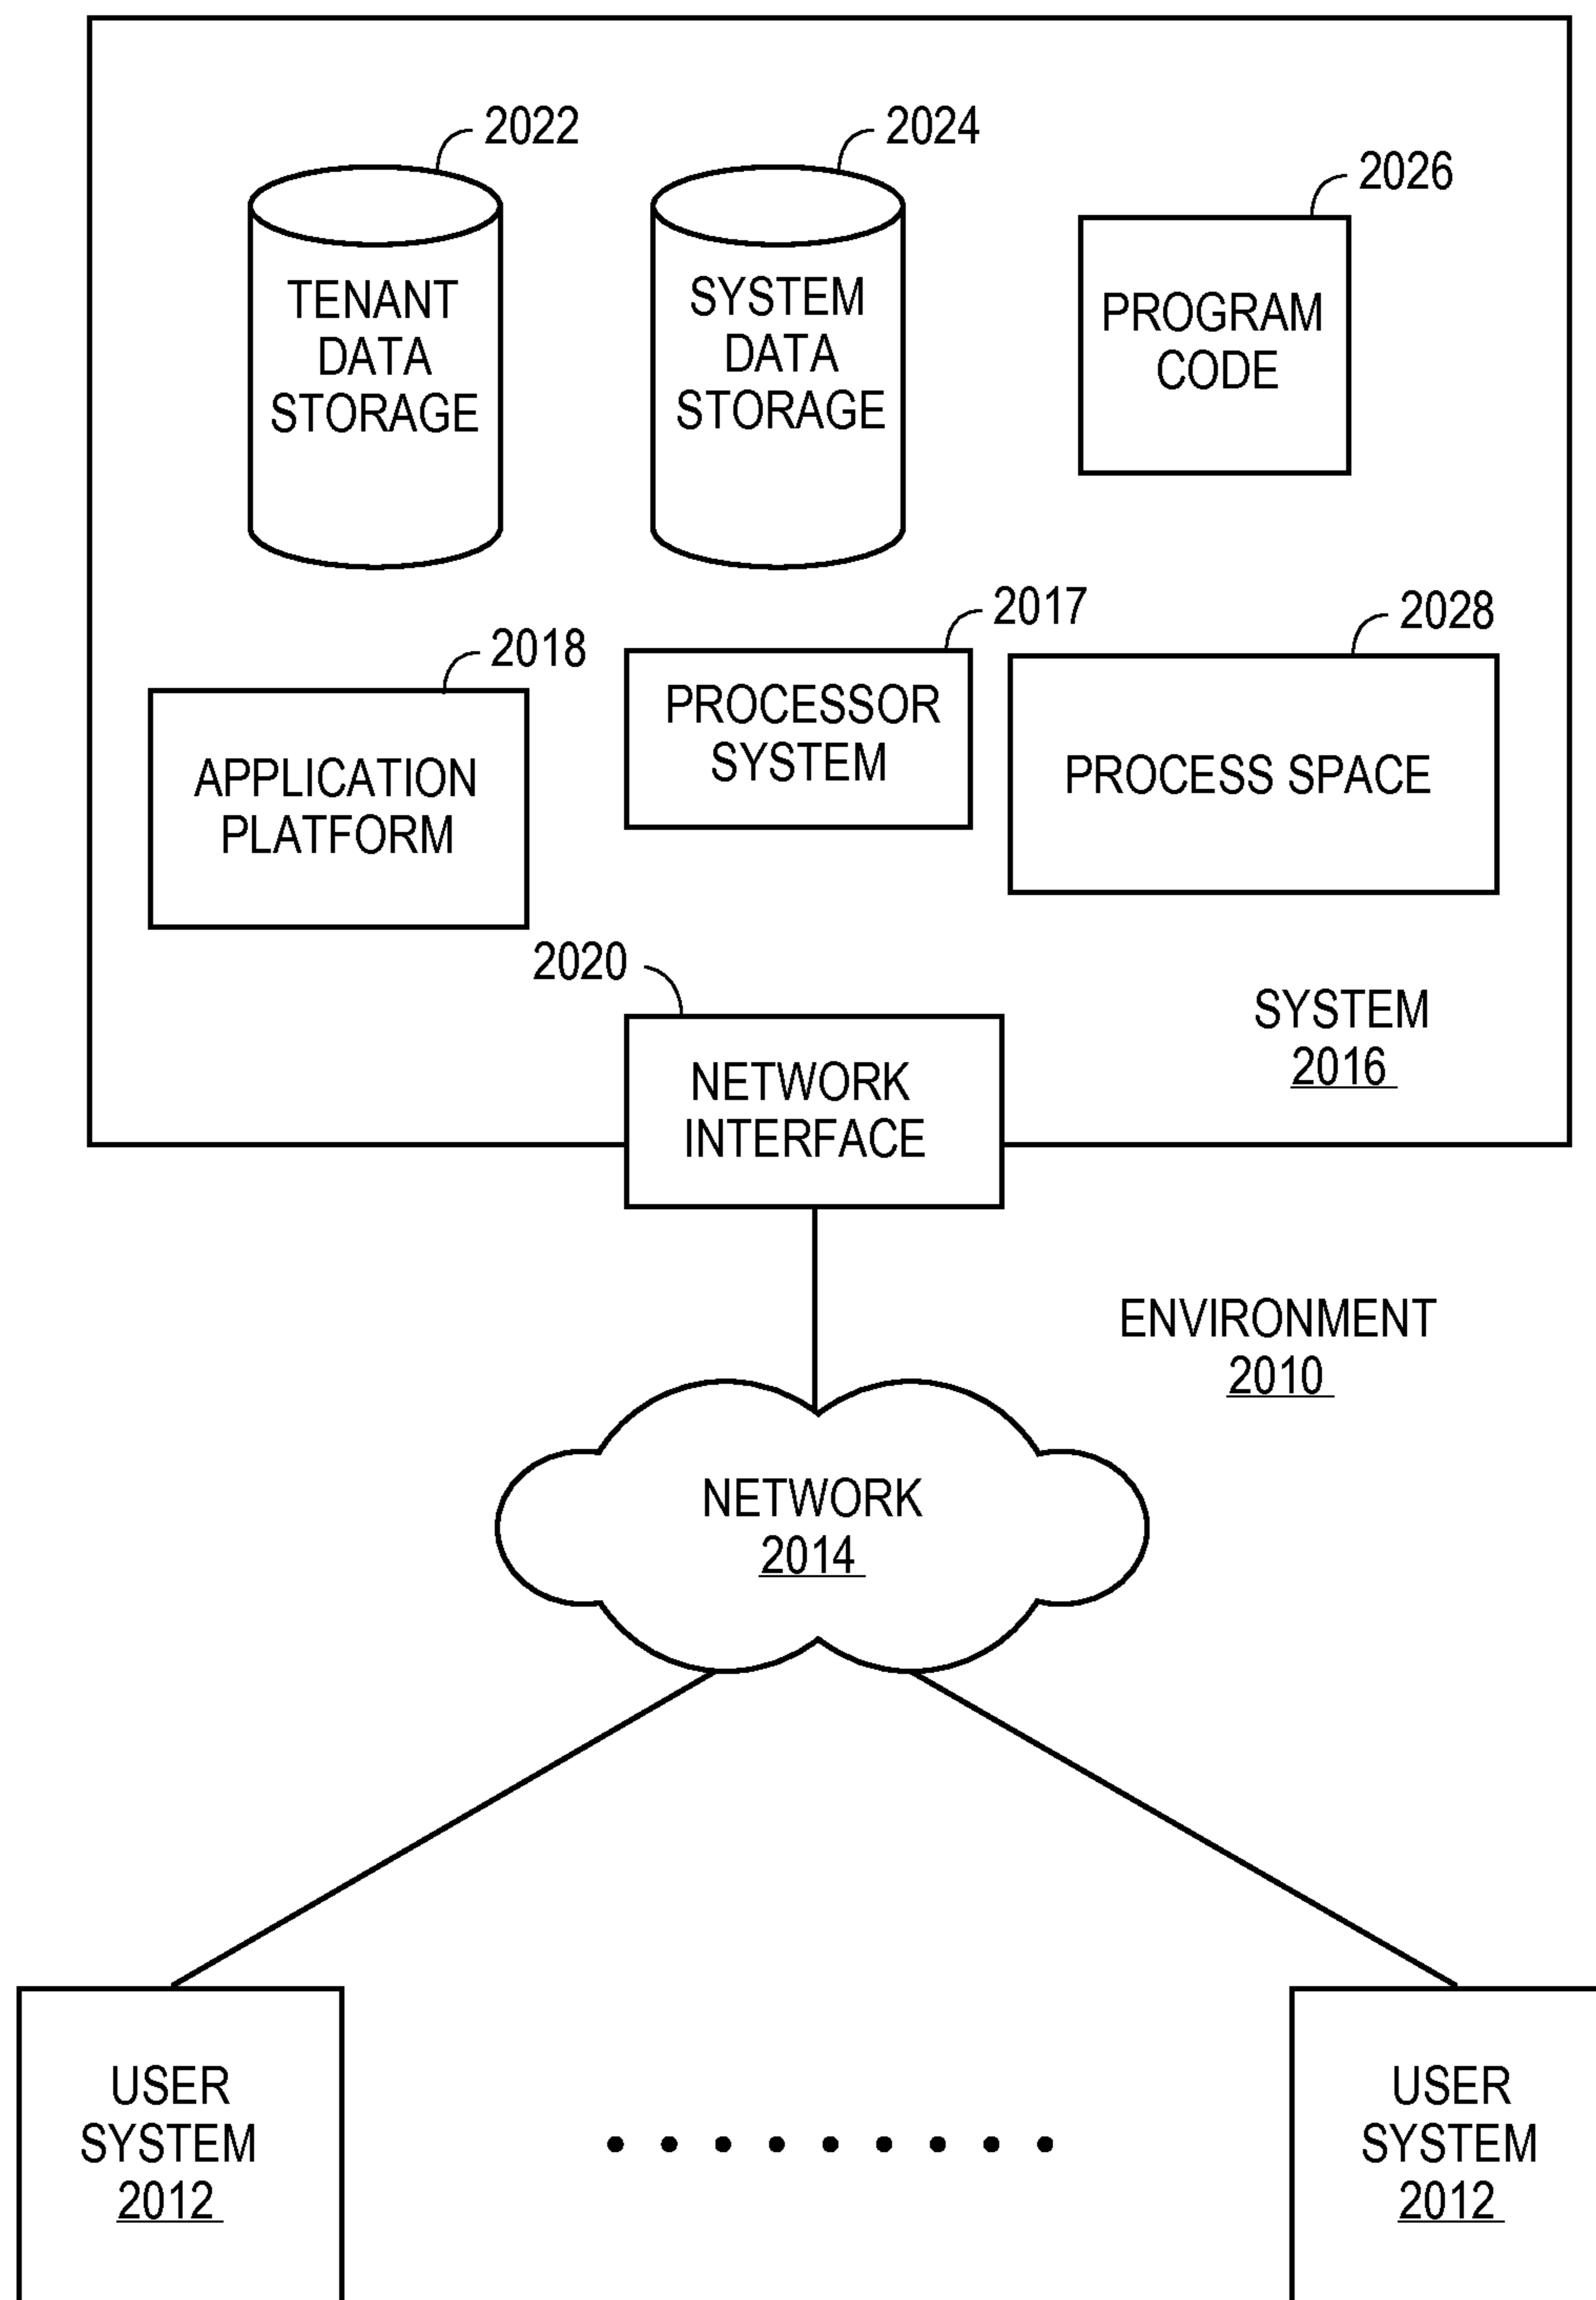 2022
2024
2026
TENANT
DATA
STORAGE
SYSTEM
DATA
STORAGE
PROGRAM
CODE
2018
2017
2028
APPLICATION
PLATFORM
PROCESSOR
SYSTEM
PROCESS SPACE
2020
NETWORK
INTERFACE
SYSTEM
2016
ENVIRONMENT
2010
NETWORK
2014
USER
SYSTEM
2012
USER
SYSTEM
2012